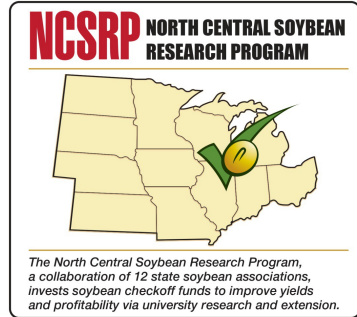 NCSRP NORTH CENTRAL SOYBEAN
RESEARCH PROGRAM
The North Central Soybean Research Program,
a collaboration of 12 state soybean associations,
invests soybean checkoff funds to improve yields
and profitability via university research and extension.